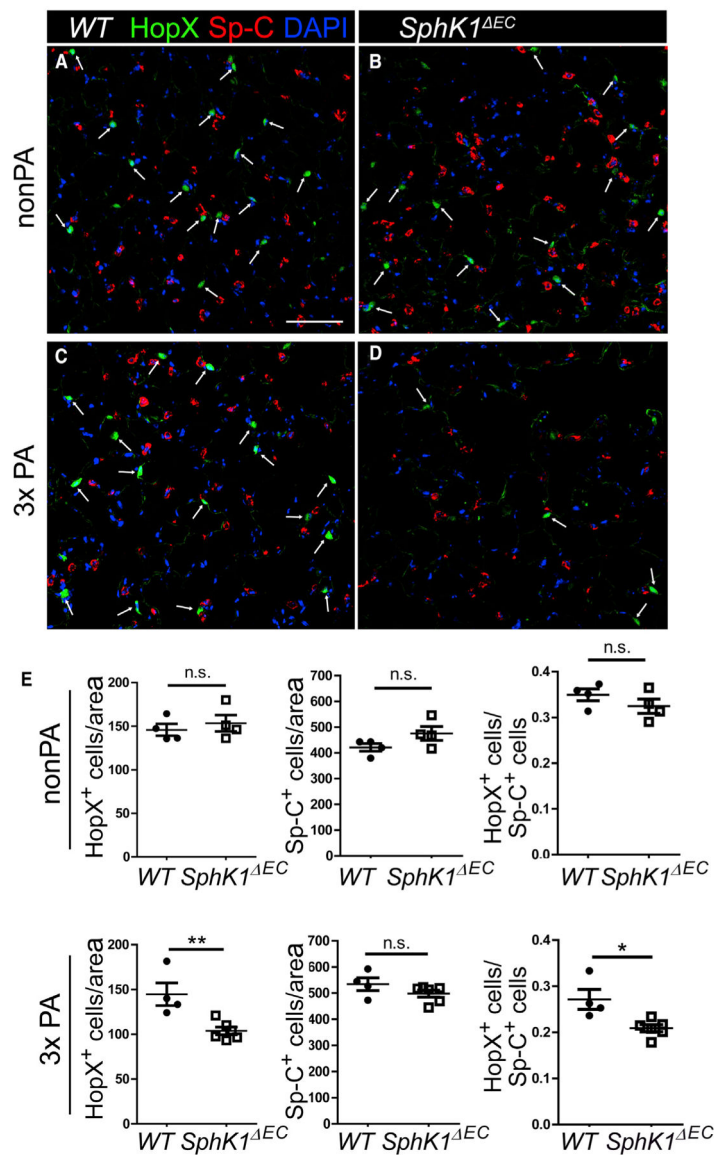 WT HopX Sp-C DAPI SphK1ΔEC
A B
nonPA
C D
3x PA
E
nonPA
HopX+ cells/area
200
150
100
50
0
n.s.
WT SphK1ΔEC
Sp-C+ cells/area
700
600
500
400
300
200
100
0
n.s.
WT SphK1ΔEC
HopX+ cells/
Sp-C+ cells
0.4
0.3
0.2
0.1
0.0
n.s.
WT SphK1ΔEC
3x PA
HopX+ cells/area
200
150
100
50
0
**
WT SphK1ΔEC
Sp-C+ cells/area
700
600
500
400
300
200
100
0
n.s.
WT SphK1ΔEC
HopX+ cells/
Sp-C+ cells
0.4
0.3
0.2
0.1
0.0
*
WT SphK1ΔEC